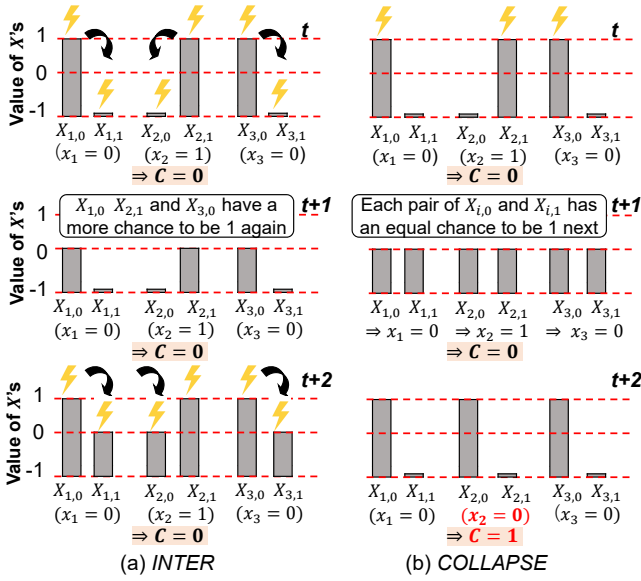 Value of X's
1
0
-1
t
X₁,₀ X₁,₁ X₂,₀ X₂,₁ X₃,₀ X₃,₁
(x₁ = 0) (x₂ = 1) (x₃ = 0)
⇒ C = 0
t
X₁,₀ X₁,₁ X₂,₀ X₂,₁ X₃,₀ X₃,₁
(x₁ = 0) (x₂ = 1) (x₃ = 0)
⇒ C = 0
Value of X's
1
0
-1
t+1
X₁,₀ X₂,₁ and X₃,₀ have a
more chance to be 1 again
X₁,₀ X₁,₁ X₂,₀ X₂,₁ X₃,₀ X₃,₁
(x₁ = 0) (x₂ = 1) (x₃ = 0)
⇒ C = 0
t+1
Each pair of Xᵢ,₀ and Xᵢ,₁ has
an equal chance to be 1 next
X₁,₀ X₁,₁ X₂,₀ X₂,₁ X₃,₀ X₃,₁
⇒ x₁ = 0 ⇒ x₂ = 1 ⇒ x₃ = 0
⇒ C = 0
Value of X's
1
0
-1
t+2
X₁,₀ X₁,₁ X₂,₀ X₂,₁ X₃,₀ X₃,₁
(x₁ = 0) (x₂ = 1) (x₃ = 0)
⇒ C = 0
t+2
X₁,₀ X₁,₁ X₂,₀ X₂,₁ X₃,₀ X₃,₁
(x₁ = 0) (x₂ = 0) (x₃ = 0)
⇒ C = 1
(a) INTER
(b) COLLAPSE